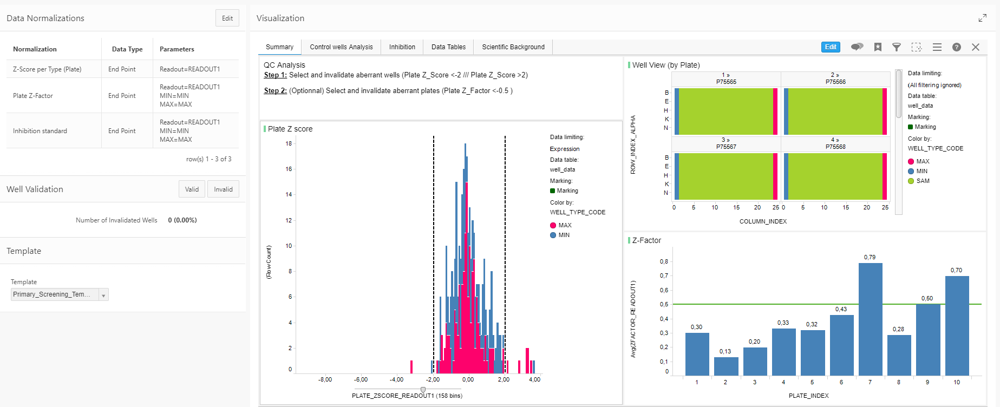 Data Normalizations
Edit
Normalization Data Type Parameters
Z-Score per Type (Plate) End Point Readout=READOUT1
Plate Z-Factor End Point Readout=READOUT1
MIN=MIN
MAX=MAX
Inhibition standard End Point Readout=READOUT1
MIN=MIN
MAX=MAX
row(s) 1 - 3 of 3
Well Validation
Valid Invalid
Number of Invalidated Wells 0 (0.00%)
Template
Template
Primary_Screening_Tem...
Visualization
Summary Control wells Analysis Inhibition Data Tables Scientific Background
Edit
QC Analysis
Step 1: Select and invalidate aberrant wells (Plate Z_Score <-2 /// Plate Z_Score >2)
Step 2: (Optionnal) Select and invalidate aberrant plates (Plate Z_Factor <-0.5 )
Plate Z score
18
16
14
12
10
8
6
4
2
0
(RowCount)
-8,00 -6,00 -4,00 -2,00 0,00 2,00 4,00
PLATE_ZSCORE_READOUT1 (158 bins)
Data limiting:
Expression
Data table:
well_data
Marking:
Marking
Color by:
WELL_TYPE_CODE
MAX
MIN
Well View (by Plate)
1 » 2 »
P75565 P75566
B
E
H
K
N
3 » 4 »
P75567 P75568
B
E
H
K
N
ROW_INDEX_ALPHA
0 5 10 15 20 25 0 5 10 15 20 25
COLUMN_INDEX
Data limiting:
(All filtering ignored)
Data table:
well_data
Marking:
Marking
Color by:
WELL_TYPE_CODE
MAX
MIN
SAM
Z-Factor
0,8
0,7
0,6
0,5
0,4
0,3
0,2
0,1
0
Avg(ZFACTOR_READOUT1)
0,30 0,13 0,20 0,33 0,32 0,43 0,79 0,28 0,50 0,70
1 2 3 4 5 6 7 8 9 10
PLATE_INDEX